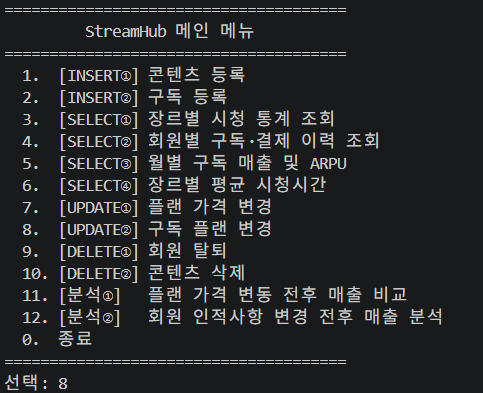 ======================================
StreamHub 메인 메뉴
======================================
1. [INSERT①] 콘텐츠 등록
2. [INSERT②] 구독 등록
3. [SELECT①] 장르별 시청 통계 조회
4. [SELECT②] 회원별 구독·결제 이력 조회
5. [SELECT③] 월별 구독 매출 및 ARPU
6. [SELECT④] 장르별 평균 시청시간
7. [UPDATE①] 플랜 가격 변경
8. [UPDATE②] 구독 플랜 변경
9. [DELETE①] 회원 탈퇴
10. [DELETE②] 콘텐츠 삭제
11. [분석①] 플랜 가격 변동 전후 매출 비교
12. [분석②] 회원 인적사항 변경 전후 매출 분석
0. 종료
======================================
선택: 8